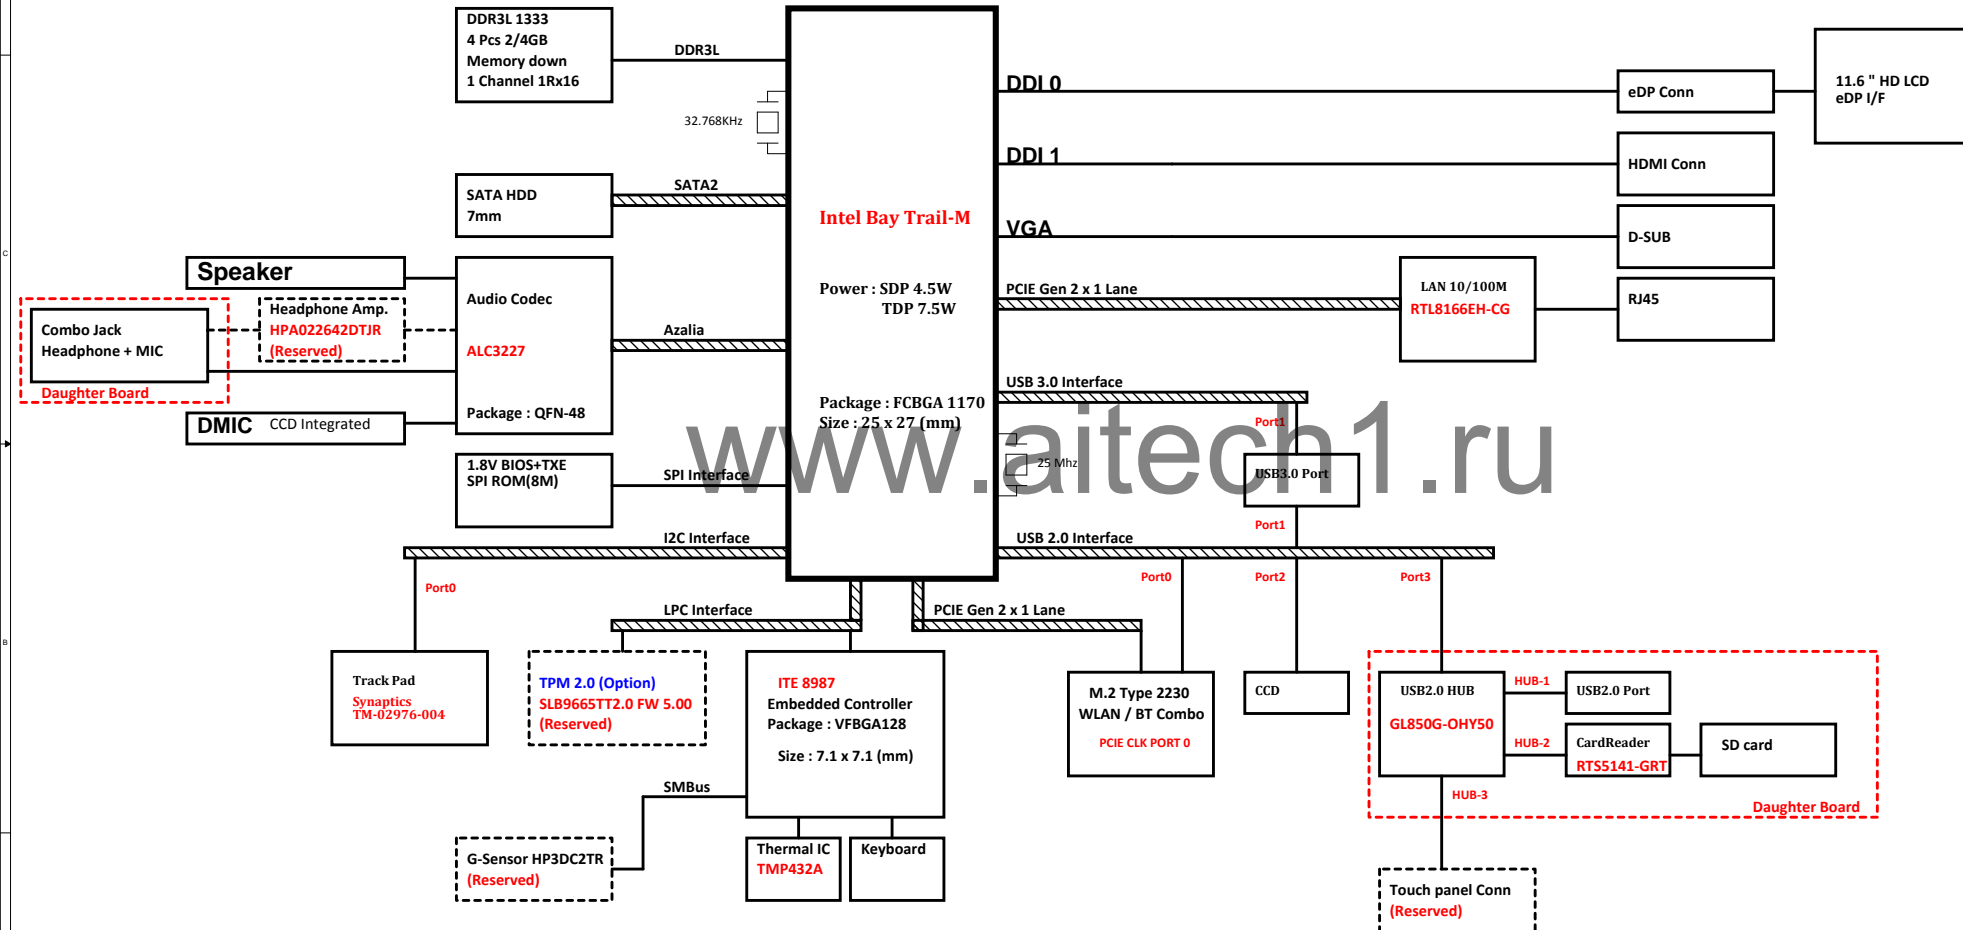 DDR3L 1333
4 Pcs 2/4GB
Memory down
1 Channel 1Rx16
DDR3L
32.768KHz
SATA HDD
7mm
SATA2
Speaker
Combo Jack
Headphone + MIC
Daughter Board
Headphone Amp.
HPA022642DTJR
(Reserved)
Audio Codec
ALC3227
Package : QFN-48
Azalia
DMIC CCD Integrated
1.8V BIOS+TXE
SPI ROM(8M)
SPI Interface
I2C Interface
Port0
Track Pad
Synaptics
TM-02976-004
LPC Interface
TPM 2.0 (Option)
SLB9665TT2.0 FW 5.00
(Reserved)
ITE 8987
Embedded Controller
Package : VFBGA128
Size : 7.1 x 7.1 (mm)
SMBus
G-Sensor HP3DC2TR
(Reserved)
Thermal IC
TMP432A
Keyboard
Intel Bay Trail-M
Power : SDP 4.5W
TDP 7.5W
Package : FCBGA 1170
Size : 25 x 27 (mm)
DDI 0
eDP Conn
11.6 " HD LCD
eDP I/F
DDI 1
HDMI Conn
VGA
D-SUB
PCIE Gen 2 x 1 Lane
LAN 10/100M
RTL8166EH-CG
RJ45
USB 3.0 Interface
Port1
25 Mhz
USB3.0 Port
Port1
USB 2.0 Interface
Port0
Port2
Port3
PCIE Gen 2 x 1 Lane
M.2 Type 2230
WLAN / BT Combo
PCIE CLK PORT 0
CCD
USB2.0 HUB
GL850G-OHY50
HUB-1
USB2.0 Port
HUB-2
CardReader
RTS5141-GRT
SD card
HUB-3
Daughter Board
Touch panel Conn
(Reserved)
www.aitech1.ru
C
B